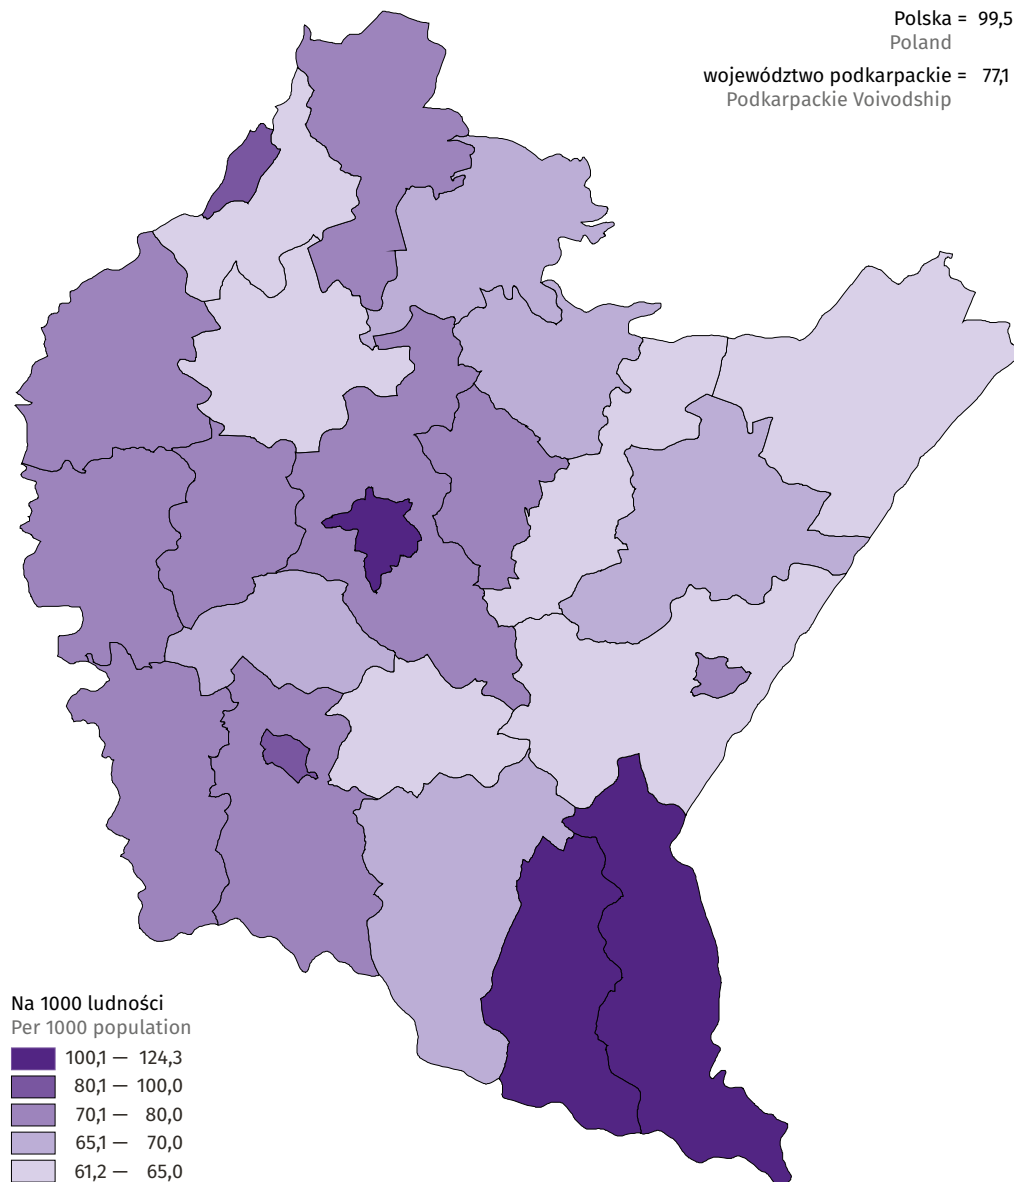 Polska = 99,5
Poland
województwo podkarpackie = 77,1
Podkarpackie Voivodship
Na 1000 ludności
Per 1000 population
100,1 — 124,3
80,1 — 100,0
70,1 — 80,0
65,1 — 70,0
61,2 — 65,0